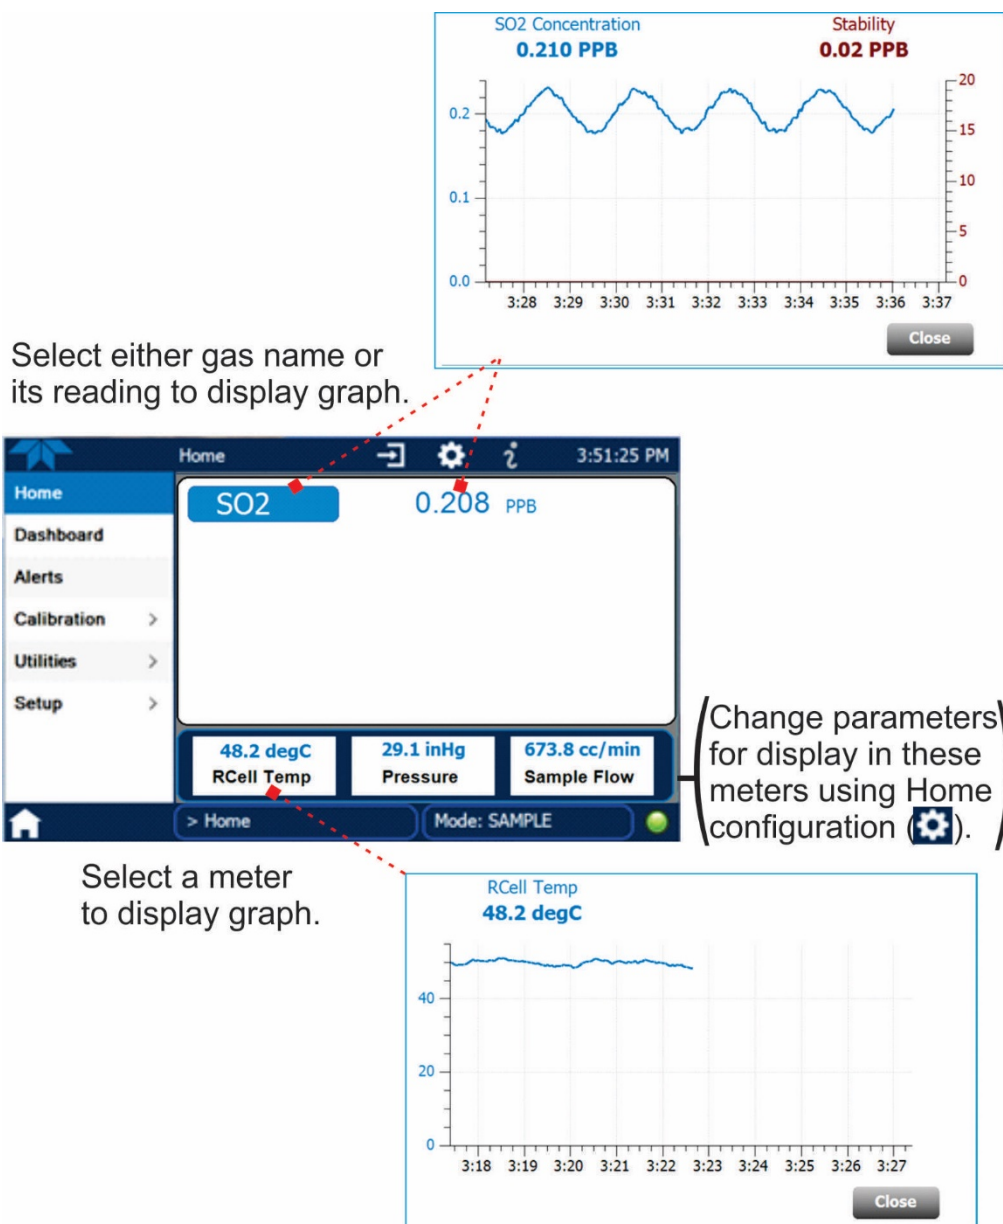 SO2 Concentration
0.210 PPB
Stability
0.02 PPB
0.2
0.1
0.0
20
15
10
5
0
3:28 3:29 3:30 3:31 3:32 3:33 3:34 3:35 3:36 3:37
Close
Select either gas name or
its reading to display graph.
Home
3:51:25 PM
Home
Dashboard
Alerts
Calibration >
Utilities >
Setup >
SO2
0.208 PPB
48.2 degC
RCell Temp
29.1 inHg
Pressure
673.8 cc/min
Sample Flow
> Home
Mode: SAMPLE
Change parameters
for display in these
meters using Home
configuration ( ).
Select a meter
to display graph.
RCell Temp
48.2 degC
40
20
0
3:18 3:19 3:20 3:21 3:22 3:23 3:24 3:25 3:26 3:27
Close